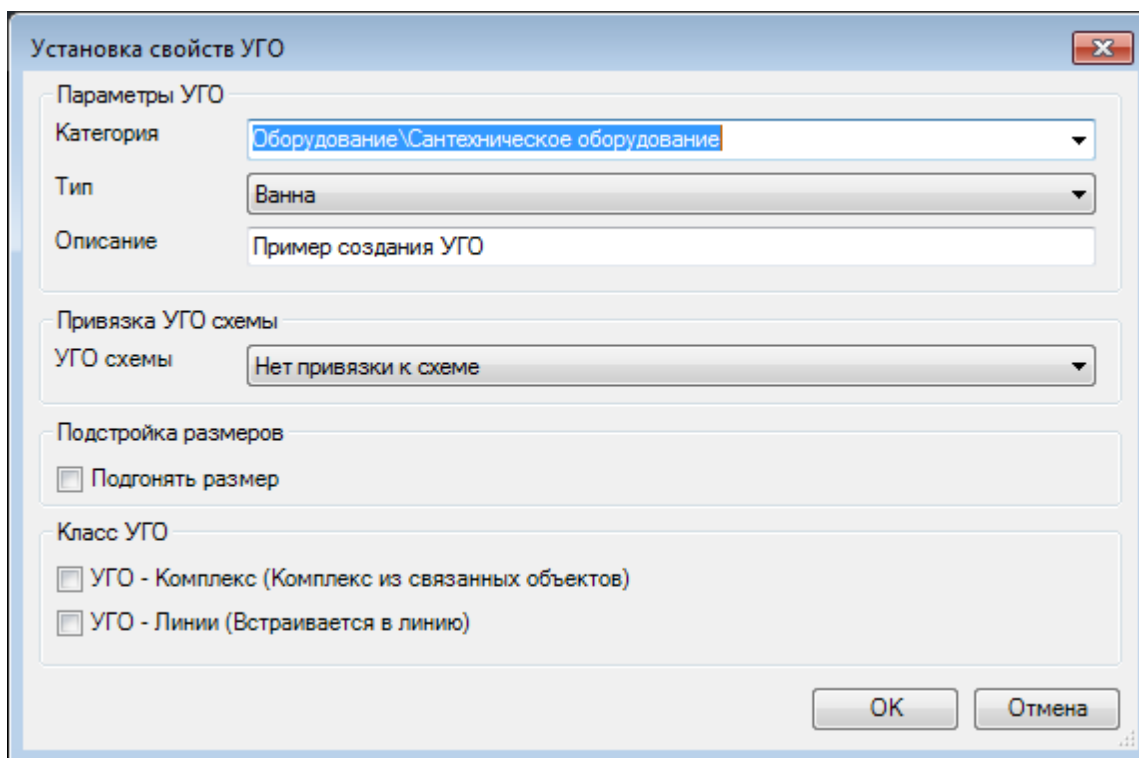 Установка свойств УГО
Параметры УГО
Категория
Оборудование\Сантехническое оборудование
Тип
Ванна
Описание
Пример создания УГО
Привязка УГО схемы
УГО схемы
Нет привязки к схеме
Подстройка размеров
Подгонять размер
Класс УГО
УГО - Комплекс (Комплекс из связанных объектов)
УГО - Линии (Встраивается в линию)
OK
Отмена